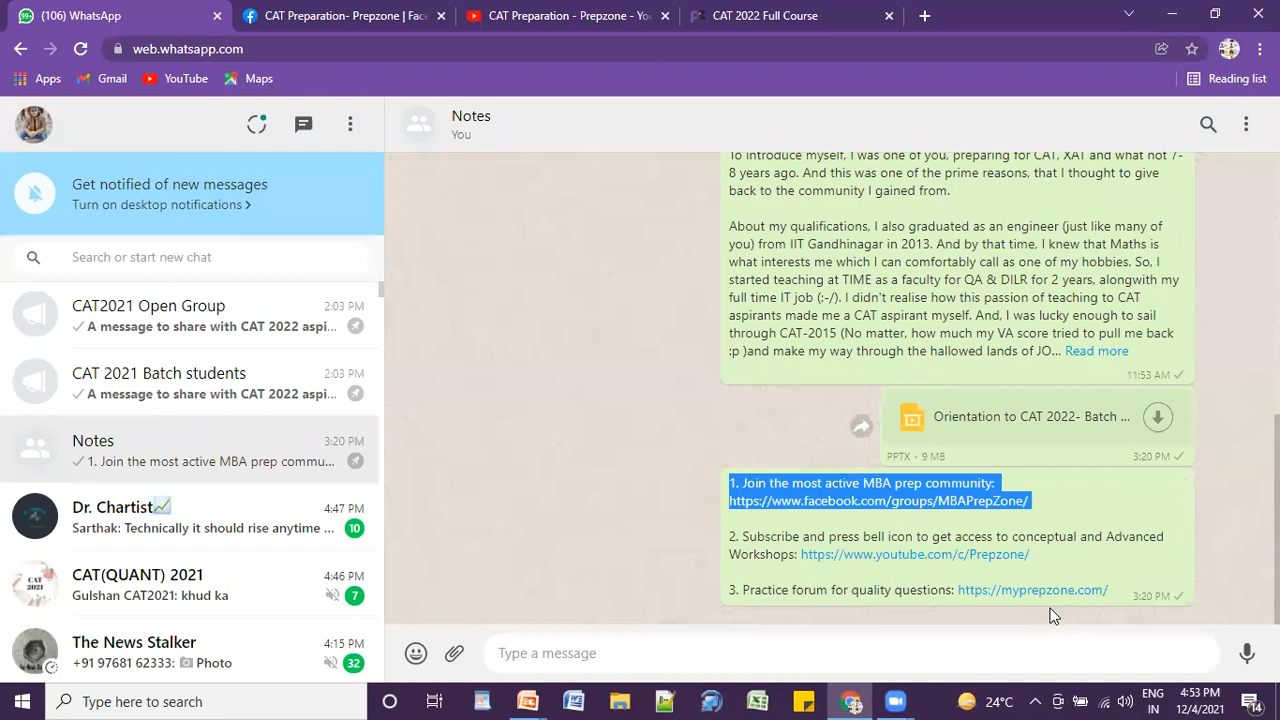 (106) WhatsApp
CAT Preparation- Prepzone | Face
CAT Preparation - Prepzone - Yo
CAT 2022 Full Course
web.whatsapp.com
Apps
Gmail
YouTube
Maps
Reading list
Get notified of new messages
Turn on desktop notifications >
Search or start new chat
CAT2021 Open Group
2:03 PM
A message to share with CAT 2022 aspi...
CAT 2021 Batch students
2:03 PM
A message to share with CAT 2022 aspi...
Notes
3:20 PM
1. Join the most active MBA prep commu...
Dr. Chartist
4:47 PM
Sarthak: Technically it should rise anytime ...
10
CAT(QUANT) 2021
4:46 PM
Gulshan CAT2021: khud ka
7
The News Stalker
4:15 PM
+91 97681 62333: Photo
32
Notes
You
To introduce myself, I was one of you, preparing for CAT, XAT and what not 7-
8 years ago. And this was one of the prime reasons, that I thought to give
back to the community I gained from.
About my qualifications, I also graduated as an engineer (just like many of
you) from IIT Gandhinagar in 2013. And by that time, I knew that Maths is
what interests me which I can comfortably call as one of my hobbies. So, I
started teaching at TIME as a faculty for QA & DILR for 2 years, alongwith my
full time IT job (:-/). I didn't realise how this passion of teaching to CAT
aspirants made me a CAT aspirant myself. And, I was lucky enough to sail
through CAT-2015 (No matter, how much my VA score tried to pull me back
:p )and make my way through the hallowed lands of JO... Read more
11:53 AM
Orientation to CAT 2022- Batch ...
PPTX • 9 MB
3:20 PM
1. Join the most active MBA prep community:
https://www.facebook.com/groups/MBAPrepZone/
2. Subscribe and press bell icon to get access to conceptual and Advanced
Workshops: https://www.youtube.com/c/Prepzone/
3. Practice forum for quality questions: https://myprepzone.com/
3:20 PM
Type a message
Type here to search
24°C
ENG
IN
4:53 PM
12/4/2021
14